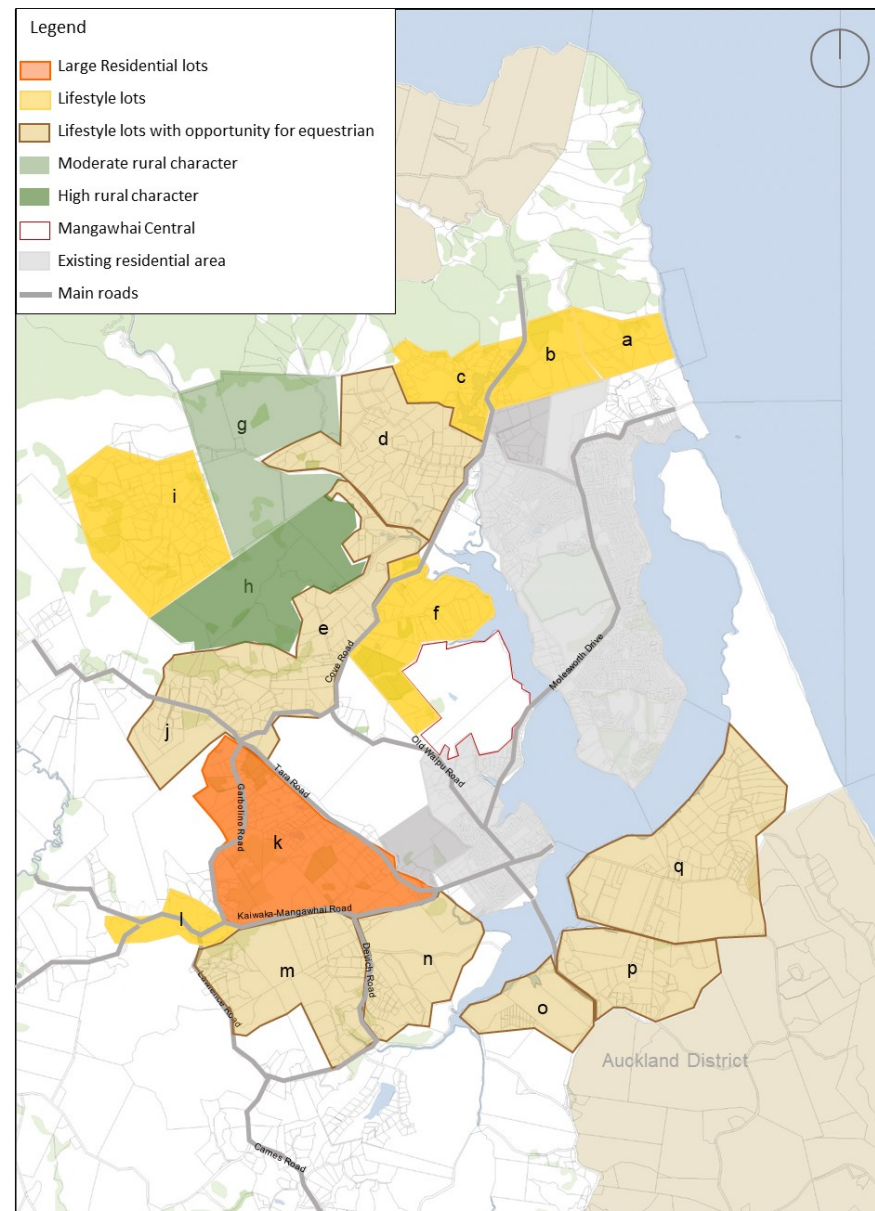 Legend
Large Residential lots
Lifestyle lots
Lifestyle lots with opportunity for equestrian
Moderate rural character
High rural character
Mangawhai Central
Existing residential area
Main roads
a
b
c
d
g
i
h
f
e
Cove Road
Molesworth Drive
j
Old Waipu Road
Tara Road
Garbolino Road
k
q
l
Kaiwaka-Mangawhai Road
n
p
m
Devich Road
Lawrence Road
o
Auckland District
Cames Road